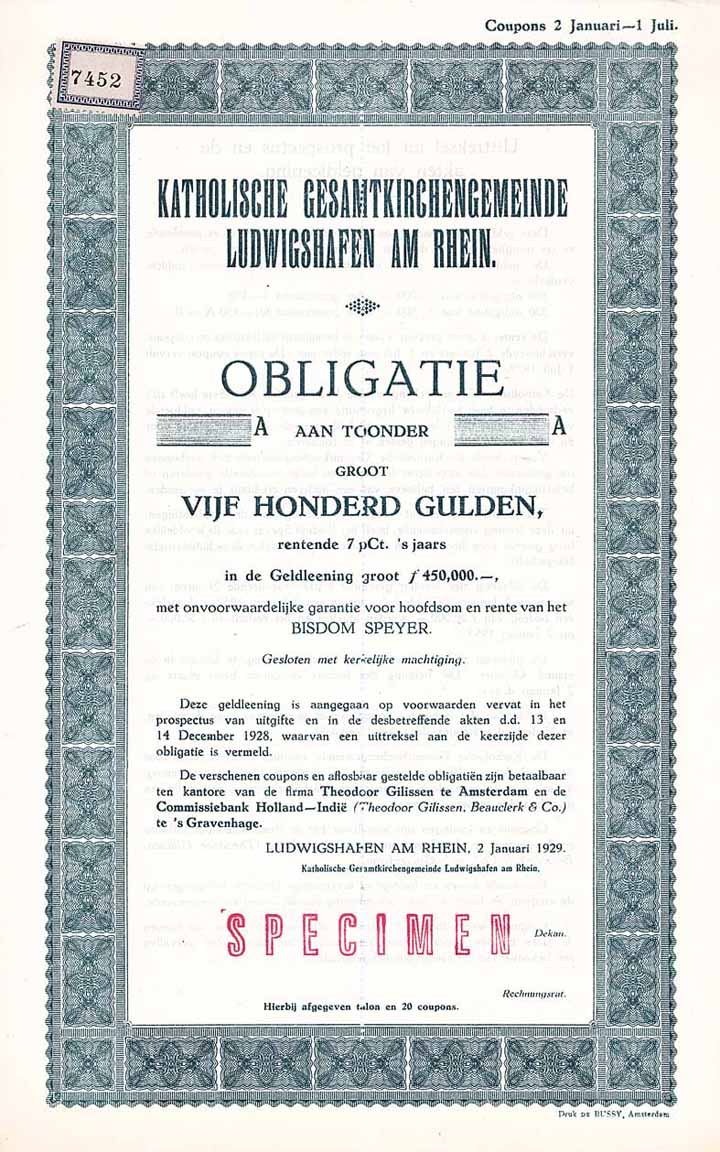 Coupons 2 Januari—1 Juli.
7452
KATHOLISCHE GESAMTKIRCHENGEMEINDE
LUDWIGSHAFEN AM RHEIN.
OBLIGATIE
A AAN TOONDER A
GROOT
VIJF HONDERD GULDEN,
rentende 7 pCt. 's jaars
in de Geldleening groot ƒ 450,000.—,
met onvoorwaardelijke garantie voor hoofdsom en rente van het
BISDOM SPEYER.
Gesloten met kerkelijke machtiging.
Deze geldleening is aangegaan op voorwaarden vervat in het
prospectus van uitgifte en in de desbetreffende akten d.d. 13 en
14 December 1928, waarvan een uittreksel aan de keerzijde dezer
obligatie is vermeld.
De verschenen coupons en aflosbaar gestelde obligatiën zijn betaalbaar
ten kantore van de firma Theodoor Gilissen te Amsterdam en de
Commissiebank Holland—Indië (Theodoor Gilissen, Beauclerk & Co.)
te 's Gravenhage.
LUDWIGSHAFEN AM RHEIN, 2 Januari 1929.
Katholische Gesamtkirchengemeinde Ludwigshafen am Rhein,
SPECIMEN
Dekan.
Rechnungsrat.
Hierbij afgegeven talon en 20 coupons.
Druk DE BUSSY, Amsterdam